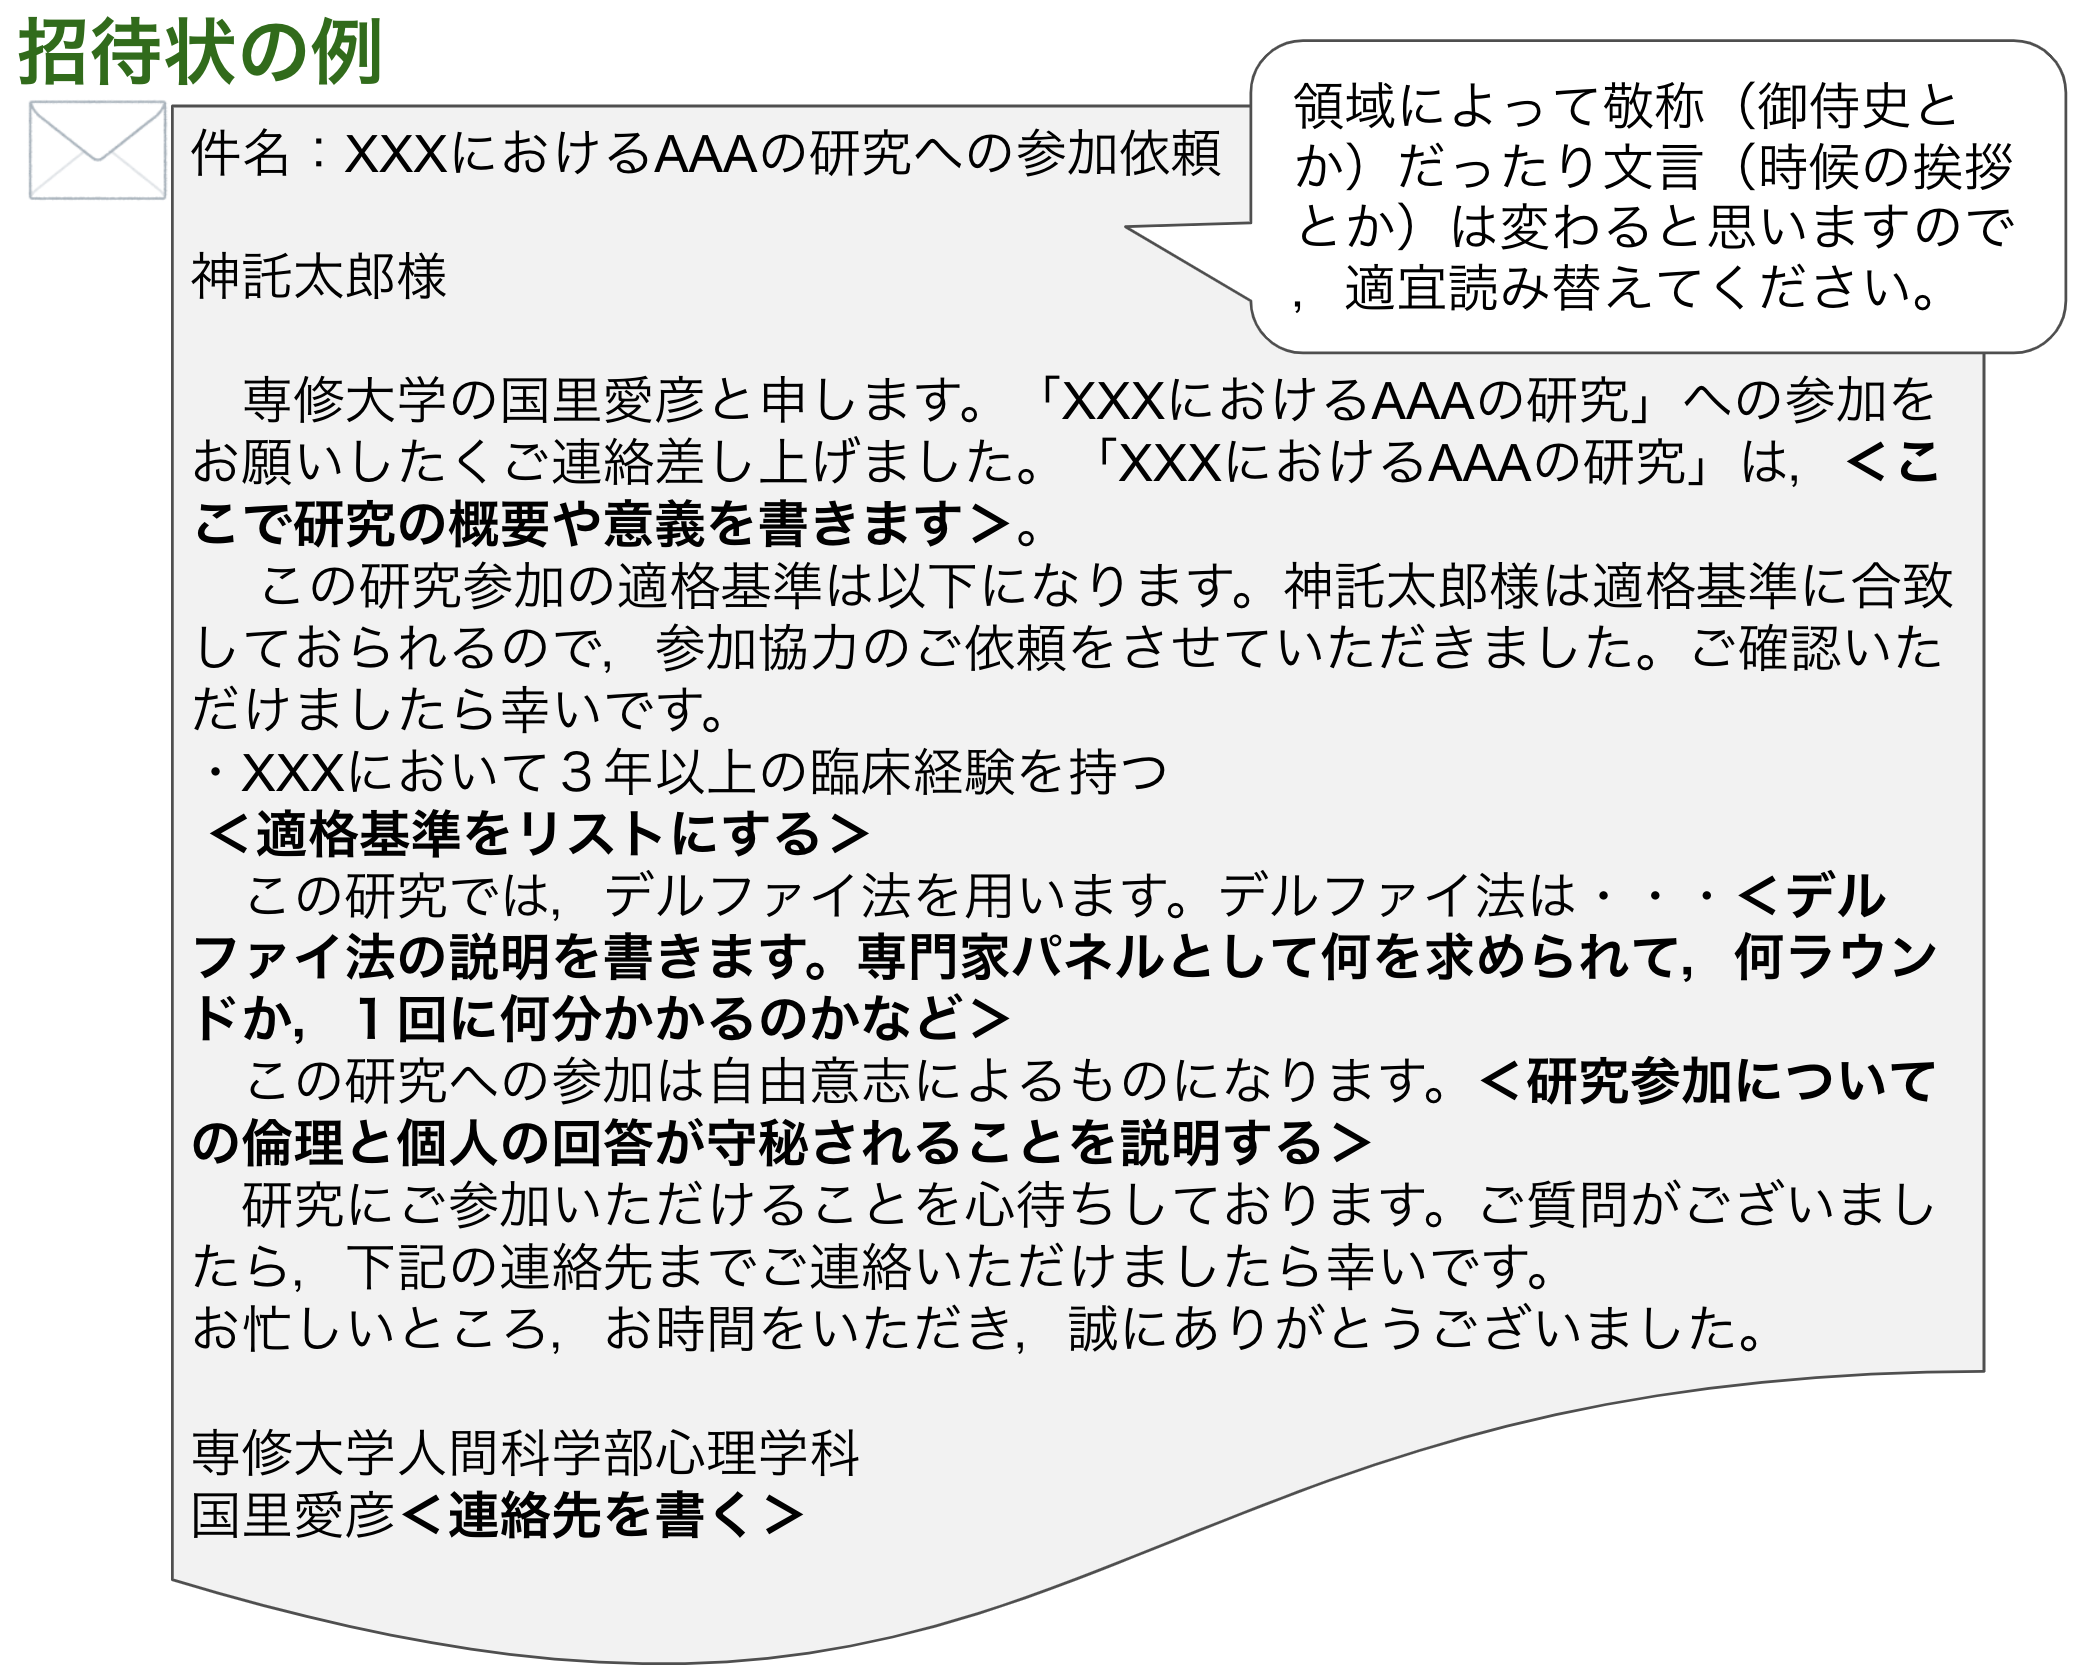 招待状の例
領域によって敬称（御侍史と
か）だったり文言（時候の挨拶
とか）は変わると思いますので
，適宜読み替えてください。
件名：XXXにおけるAAAの研究への参加依頼
神託太郎様
　専修大学の国里愛彦と申します。「XXXにおけるAAAの研究」への参加を
お願いしたくご連絡差し上げました。「XXXにおけるAAAの研究」は，＜こ
こで研究の概要や意義を書きます＞。
　この研究参加の適格基準は以下になります。神託太郎様は適格基準に合致
しておられるので，参加協力のご依頼をさせていただきました。ご確認いた
だけましたら幸いです。
・XXXにおいて３年以上の臨床経験を持つ
＜適格基準をリストにする＞
　この研究では，デルファイ法を用います。デルファイ法は・・・＜デル
ファイ法の説明を書きます。専門家パネルとして何を求められて，何ラウン
ドか，１回に何分かかるのかなど＞
　この研究への参加は自由意志によるものになります。＜研究参加について
の倫理と個人の回答が守秘されることを説明する＞
　研究にご参加いただけることを心待ちしております。ご質問がございまし
たら，下記の連絡先までご連絡いただけましたら幸いです。
お忙しいところ，お時間をいただき，誠にありがとうございました。
専修大学人間科学部心理学科
国里愛彦＜連絡先を書く＞